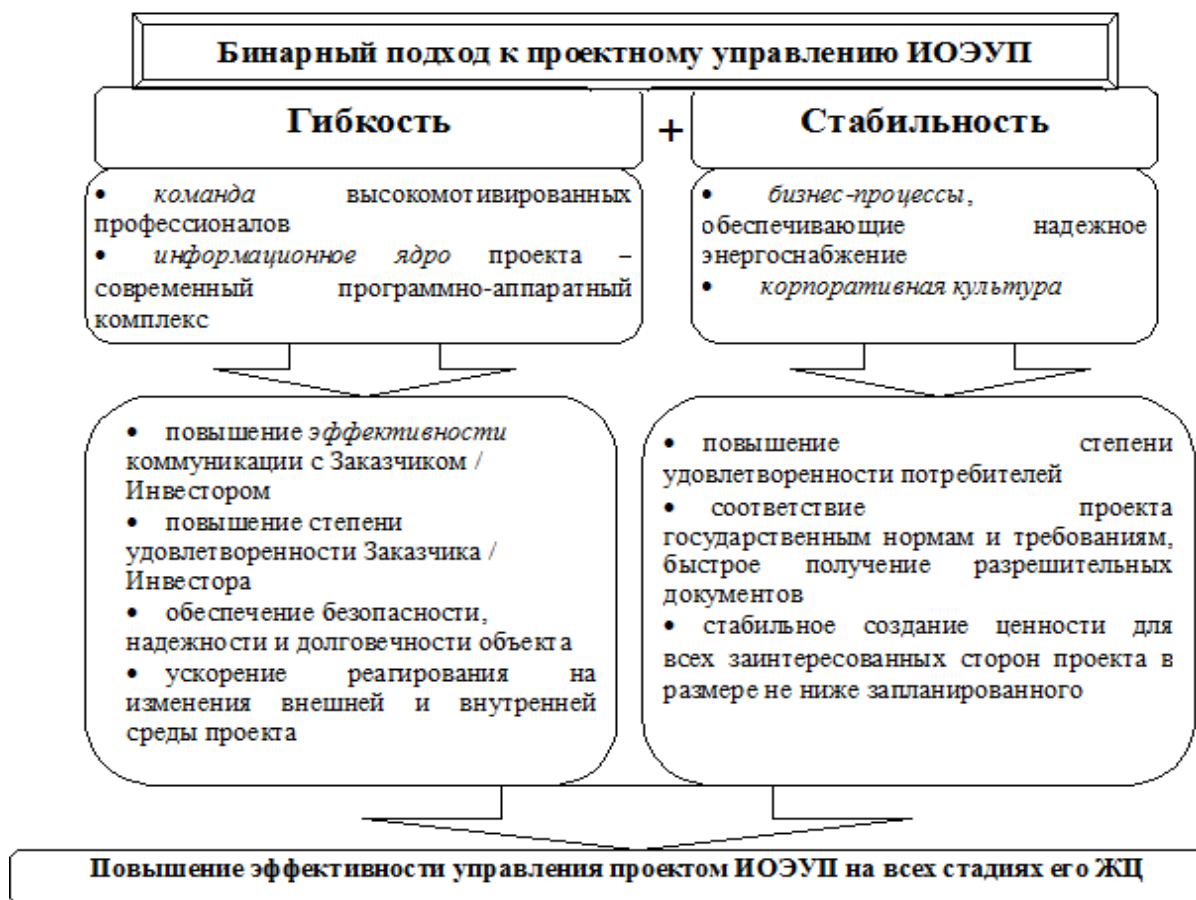 Бинарный подход к проектному управлению ИОЭУП
Гибкость
+
Стабильность
• команда высокомотивированных
профессионалов
• информационное ядро проекта –
современный программно-аппаратный
комплекс
• бизнес-процессы,
обеспечивающие надежное
энергоснабжение
• корпоративная культура
• повышение эффективности
коммуникации с Заказчиком /
Инвестором
• повышение степени
удовлетворенности Заказчика /
Инвестора
• обеспечение безопасности,
надежности и долговечности объекта
• ускорение реагирования на
изменения внешней и внутренней
среды проекта
• повышение степени
удовлетворенности потребителей
• соответствие проекта
государственным нормам и требованиям,
быстрое получение разрешительных
документов
• стабильное создание ценности для
всех заинтересованных сторон проекта в
размере не ниже запланированного
Повышение эффективности управления проектом ИОЭУП на всех стадиях его ЖЦ